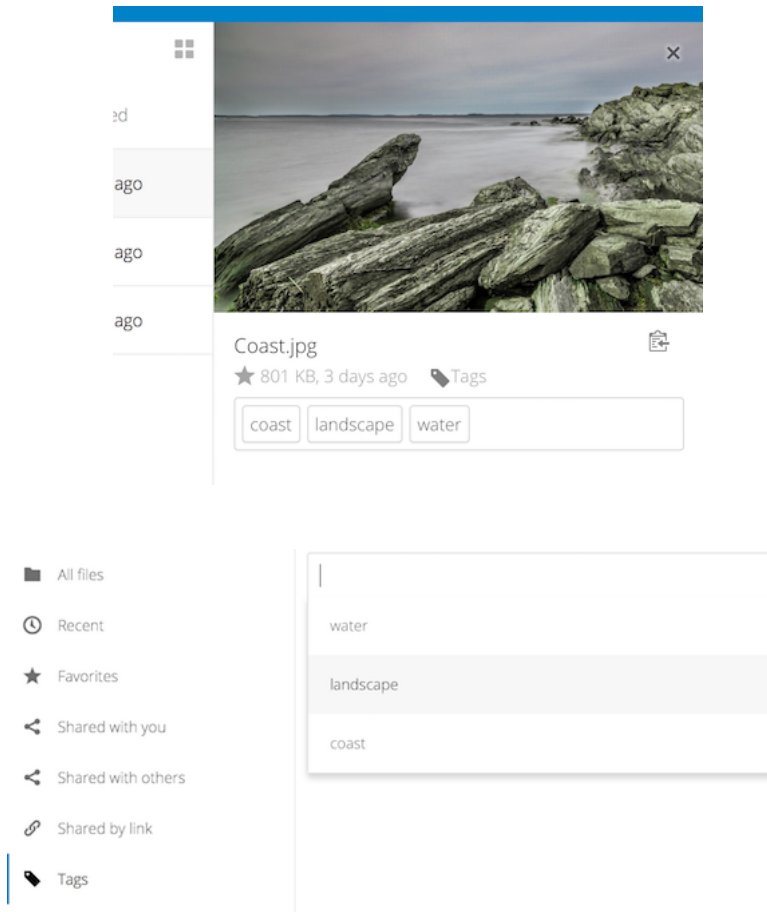 ago
ago
ago
Coast.jpg
801 KB, 3 days ago Tags
coast landscape water
All files
Recent
water
Favorites
landscape
Shared with you
coast
Shared with others
Shared by link
Tags